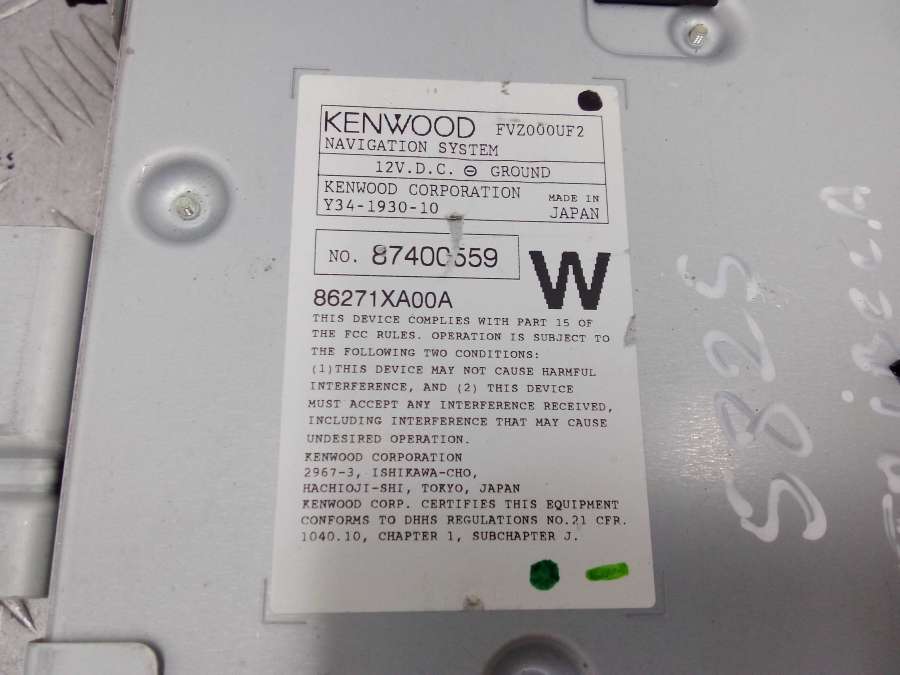 KENWOOD FVZ000UF2
NAVIGATION SYSTEM
12V.D.C. ⊖ GROUND
KENWOOD CORPORATION MADE IN
Y34-1930-10 JAPAN
NO. 87400559
W
86271XA00A
THIS DEVICE COMPLIES WITH PART 15 OF
THE FCC RULES. OPERATION IS SUBJECT TO
THE FOLLOWING TWO CONDITIONS:
(1)THIS DEVICE MAY NOT CAUSE HARMFUL
INTERFERENCE, AND (2) THIS DEVICE
MUST ACCEPT ANY INTERFERENCE RECEIVED,
INCLUDING INTERFERENCE THAT MAY CAUSE
UNDESIRED OPERATION.
KENWOOD CORPORATION
2967-3, ISHIKAWA-CHO,
HACHIOJI-SHI, TOKYO, JAPAN
KENWOOD CORP. CERTIFIES THIS EQUIPMENT
CONFORMS TO DHHS REGULATIONS NO.21 CFR.
1040.10, CHAPTER 1, SUBCHAPTER J.